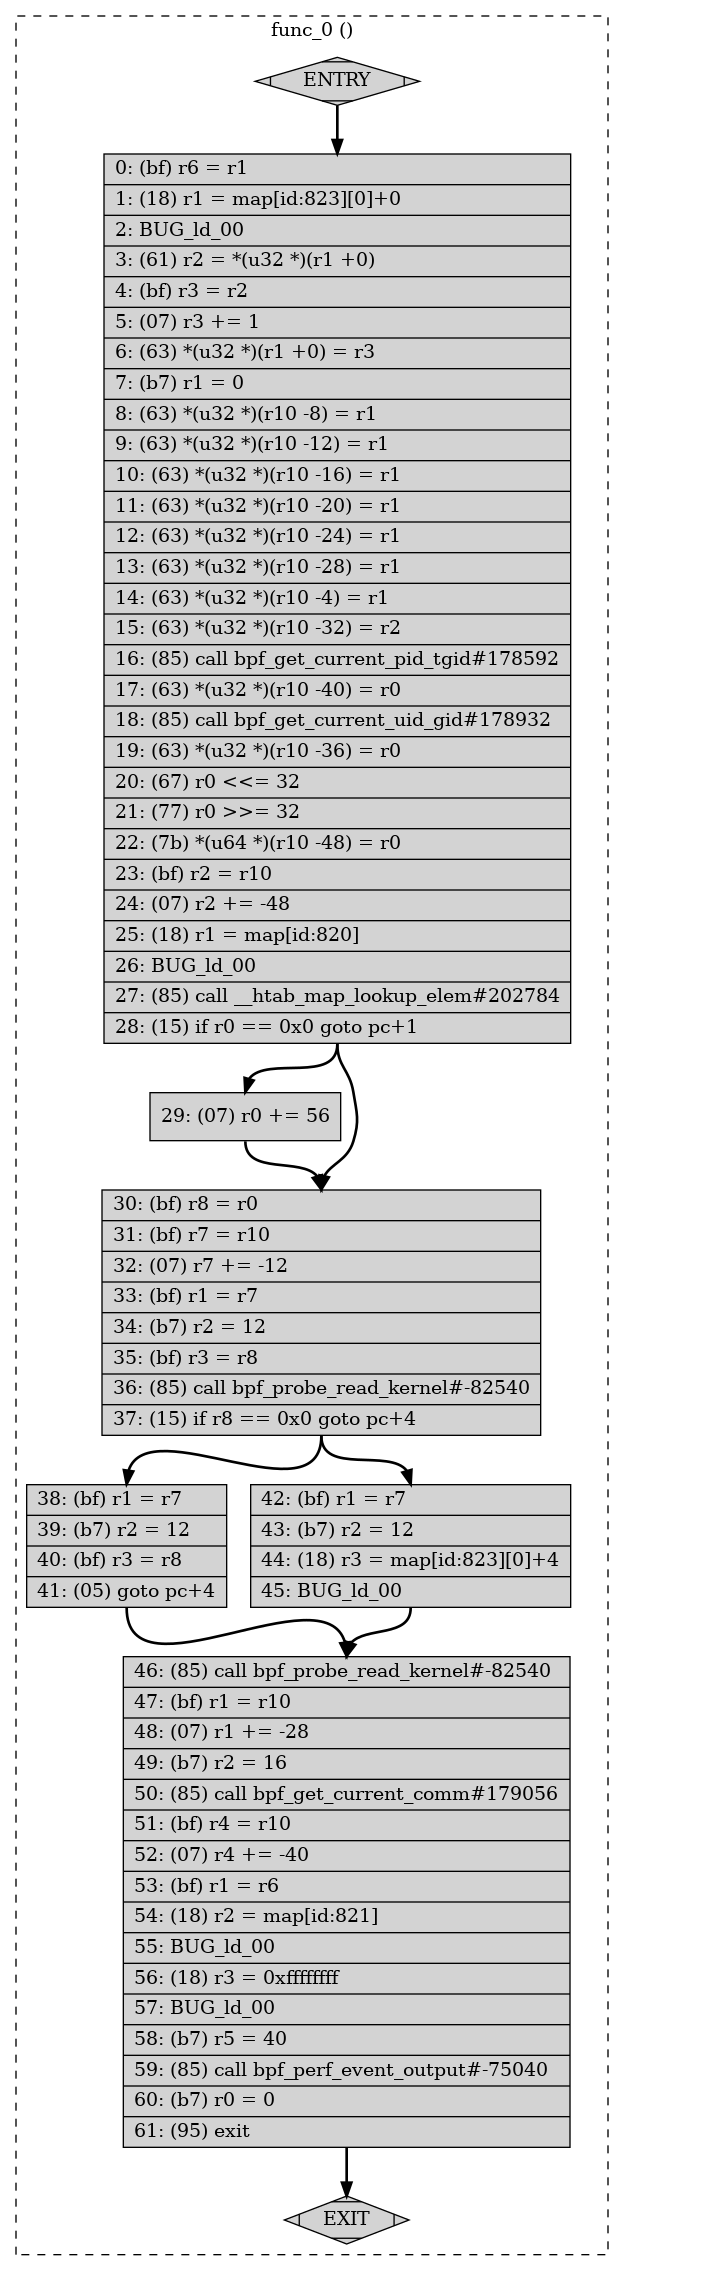 func_0 ()
ENTRY
0: (bf) r6 = r1
1: (18) r1 = map[id:823][0]+0
2: BUG_ld_00
3: (61) r2 = *(u32 *)(r1 +0)
4: (bf) r3 = r2
5: (07) r3 += 1
6: (63) *(u32 *)(r1 +0) = r3
7: (b7) r1 = 0
8: (63) *(u32 *)(r10 -8) = r1
9: (63) *(u32 *)(r10 -12) = r1
10: (63) *(u32 *)(r10 -16) = r1
11: (63) *(u32 *)(r10 -20) = r1
12: (63) *(u32 *)(r10 -24) = r1
13: (63) *(u32 *)(r10 -28) = r1
14: (63) *(u32 *)(r10 -4) = r1
15: (63) *(u32 *)(r10 -32) = r2
16: (85) call bpf_get_current_pid_tgid#178592
17: (63) *(u32 *)(r10 -40) = r0
18: (85) call bpf_get_current_uid_gid#178932
19: (63) *(u32 *)(r10 -36) = r0
20: (67) r0 <<= 32
21: (77) r0 >>= 32
22: (7b) *(u64 *)(r10 -48) = r0
23: (bf) r2 = r10
24: (07) r2 += -48
25: (18) r1 = map[id:820]
26: BUG_ld_00
27: (85) call __htab_map_lookup_elem#202784
28: (15) if r0 == 0x0 goto pc+1
29: (07) r0 += 56
30: (bf) r8 = r0
31: (bf) r7 = r10
32: (07) r7 += -12
33: (bf) r1 = r7
34: (b7) r2 = 12
35: (bf) r3 = r8
36: (85) call bpf_probe_read_kernel#-82540
37: (15) if r8 == 0x0 goto pc+4
38: (bf) r1 = r7
39: (b7) r2 = 12
40: (bf) r3 = r8
41: (05) goto pc+4
42: (bf) r1 = r7
43: (b7) r2 = 12
44: (18) r3 = map[id:823][0]+4
45: BUG_ld_00
46: (85) call bpf_probe_read_kernel#-82540
47: (bf) r1 = r10
48: (07) r1 += -28
49: (b7) r2 = 16
50: (85) call bpf_get_current_comm#179056
51: (bf) r4 = r10
52: (07) r4 += -40
53: (bf) r1 = r6
54: (18) r2 = map[id:821]
55: BUG_ld_00
56: (18) r3 = 0xffffffff
57: BUG_ld_00
58: (b7) r5 = 40
59: (85) call bpf_perf_event_output#-75040
60: (b7) r0 = 0
61: (95) exit
EXIT